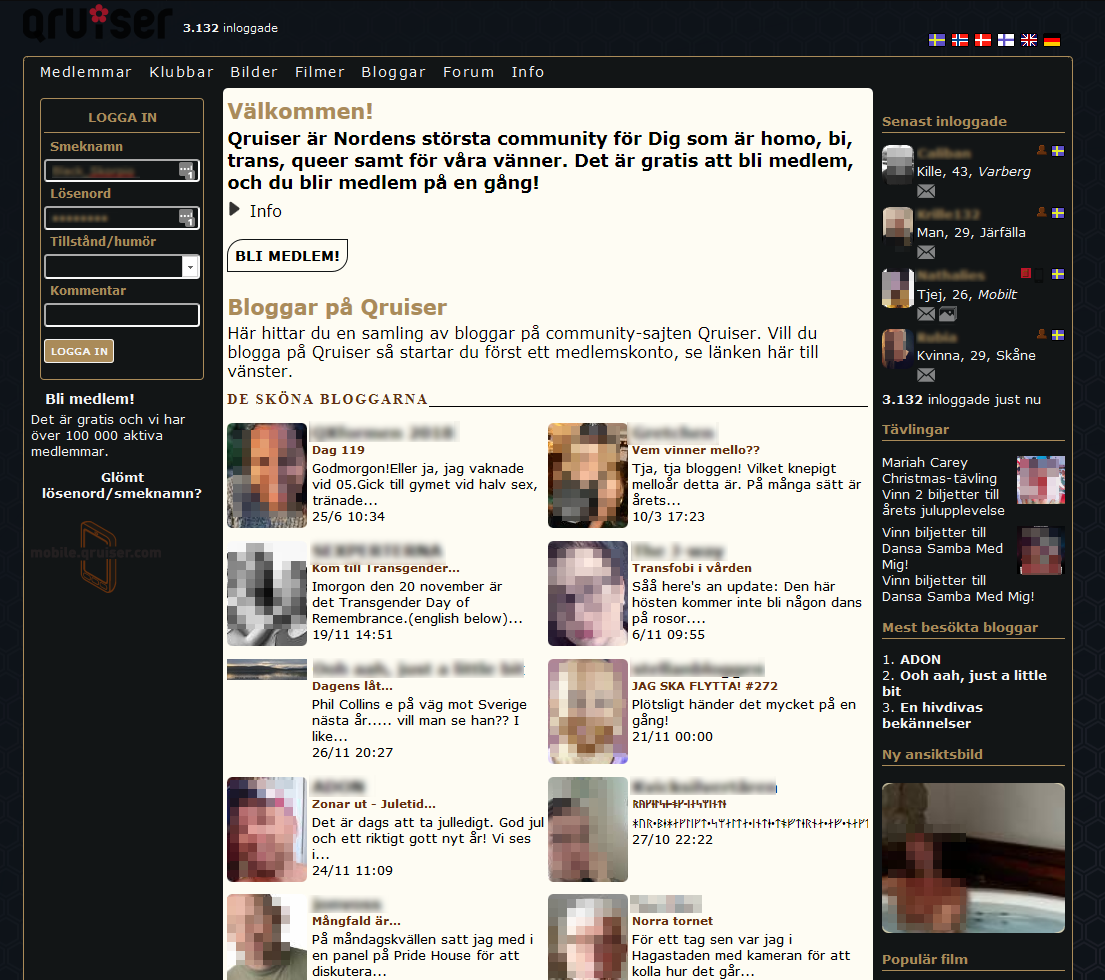 qruiser
3.132 inloggade
Medlemmar Klubbar Bilder Filmer Bloggar Forum Info
LOGGA IN
Smeknamn
Lösenord
Tillstånd/humör
Kommentar
LOGGA IN
Bli medlem!
Det är gratis och vi har
över 100 000 aktiva
medlemmar.
Glömt
lösenord/smeknamn?
mobile.qruiser.com
Välkommen!
Qruiser är Nordens största community för Dig som är homo, bi,
trans, queer samt för våra vänner. Det är gratis att bli medlem,
och du blir medlem på en gång!
Info
BLI MEDLEM!
Bloggar på Qruiser
Här hittar du en samling av bloggar på community-sajten Qruiser. Vill du
blogga på Qruiser så startar du först ett medlemskonto, se länken här till
vänster.
DE SKÖNA BLOGGARNA
Dag 119
Godmorgon!Eller ja, jag vaknade
vid 05.Gick till gymet vid halv sex,
tränade...
25/6 10:34
Vem vinner mello??
Tja, tja bloggen! Vilket knepigt
melloår detta är. På många sätt är
årets...
10/3 17:23
Kom till Transgender...
Imorgon den 20 november är
det Transgender Day of
Remembrance.(english below)...
19/11 14:51
Transfobi i vården
Såå here's an update: Den här
hösten kommer inte bli någon dans
på rosor....
6/11 09:55
Dagens låt...
Phil Collins e på väg mot Sverige
nästa år..... vill man se han?? I
like...
26/11 20:27
JAG SKA FLYTTA! #272
Plötsligt händer det mycket på en
gång!
21/11 00:00
Zonar ut - Juletid...
Det är dags att ta julledigt. God jul
och ett riktigt gott nyt år! Vi ses
i...
24/11 11:09
27/10 22:22
Mångfald är...
På måndagskvällen satt jag med i
en panel på Pride House för att
diskutera...
Norra tornet
För ett tag sen var jag i
Hagastaden med kameran för att
kolla hur det går...
Senast inloggade
Kille, 43, Varberg
Man, 29, Järfälla
Tjej, 26, Mobilt
Kvinna, 29, Skåne
3.132 inloggade just nu
Tävlingar
Mariah Carey
Christmas-tävling
Vinn 2 biljetter till
årets julupplevelse
Vinn biljetter till
Dansa Samba Med
Mig!
Vinn biljetter till
Dansa Samba Med Mig!
Mest besökta bloggar
1. ADON
2. Ooh aah, just a little
bit
3. En hivdivas
bekännelser
Ny ansiktsbild
Populär film